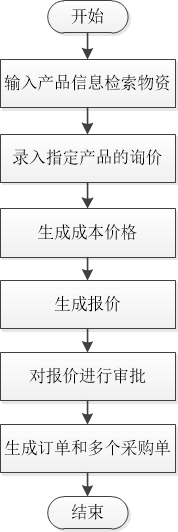 开始
输入产品信息检索物资
录入指定产品的询价
生成成本价格
生成报价
对报价进行审批
生成订单和多个采购单
结束